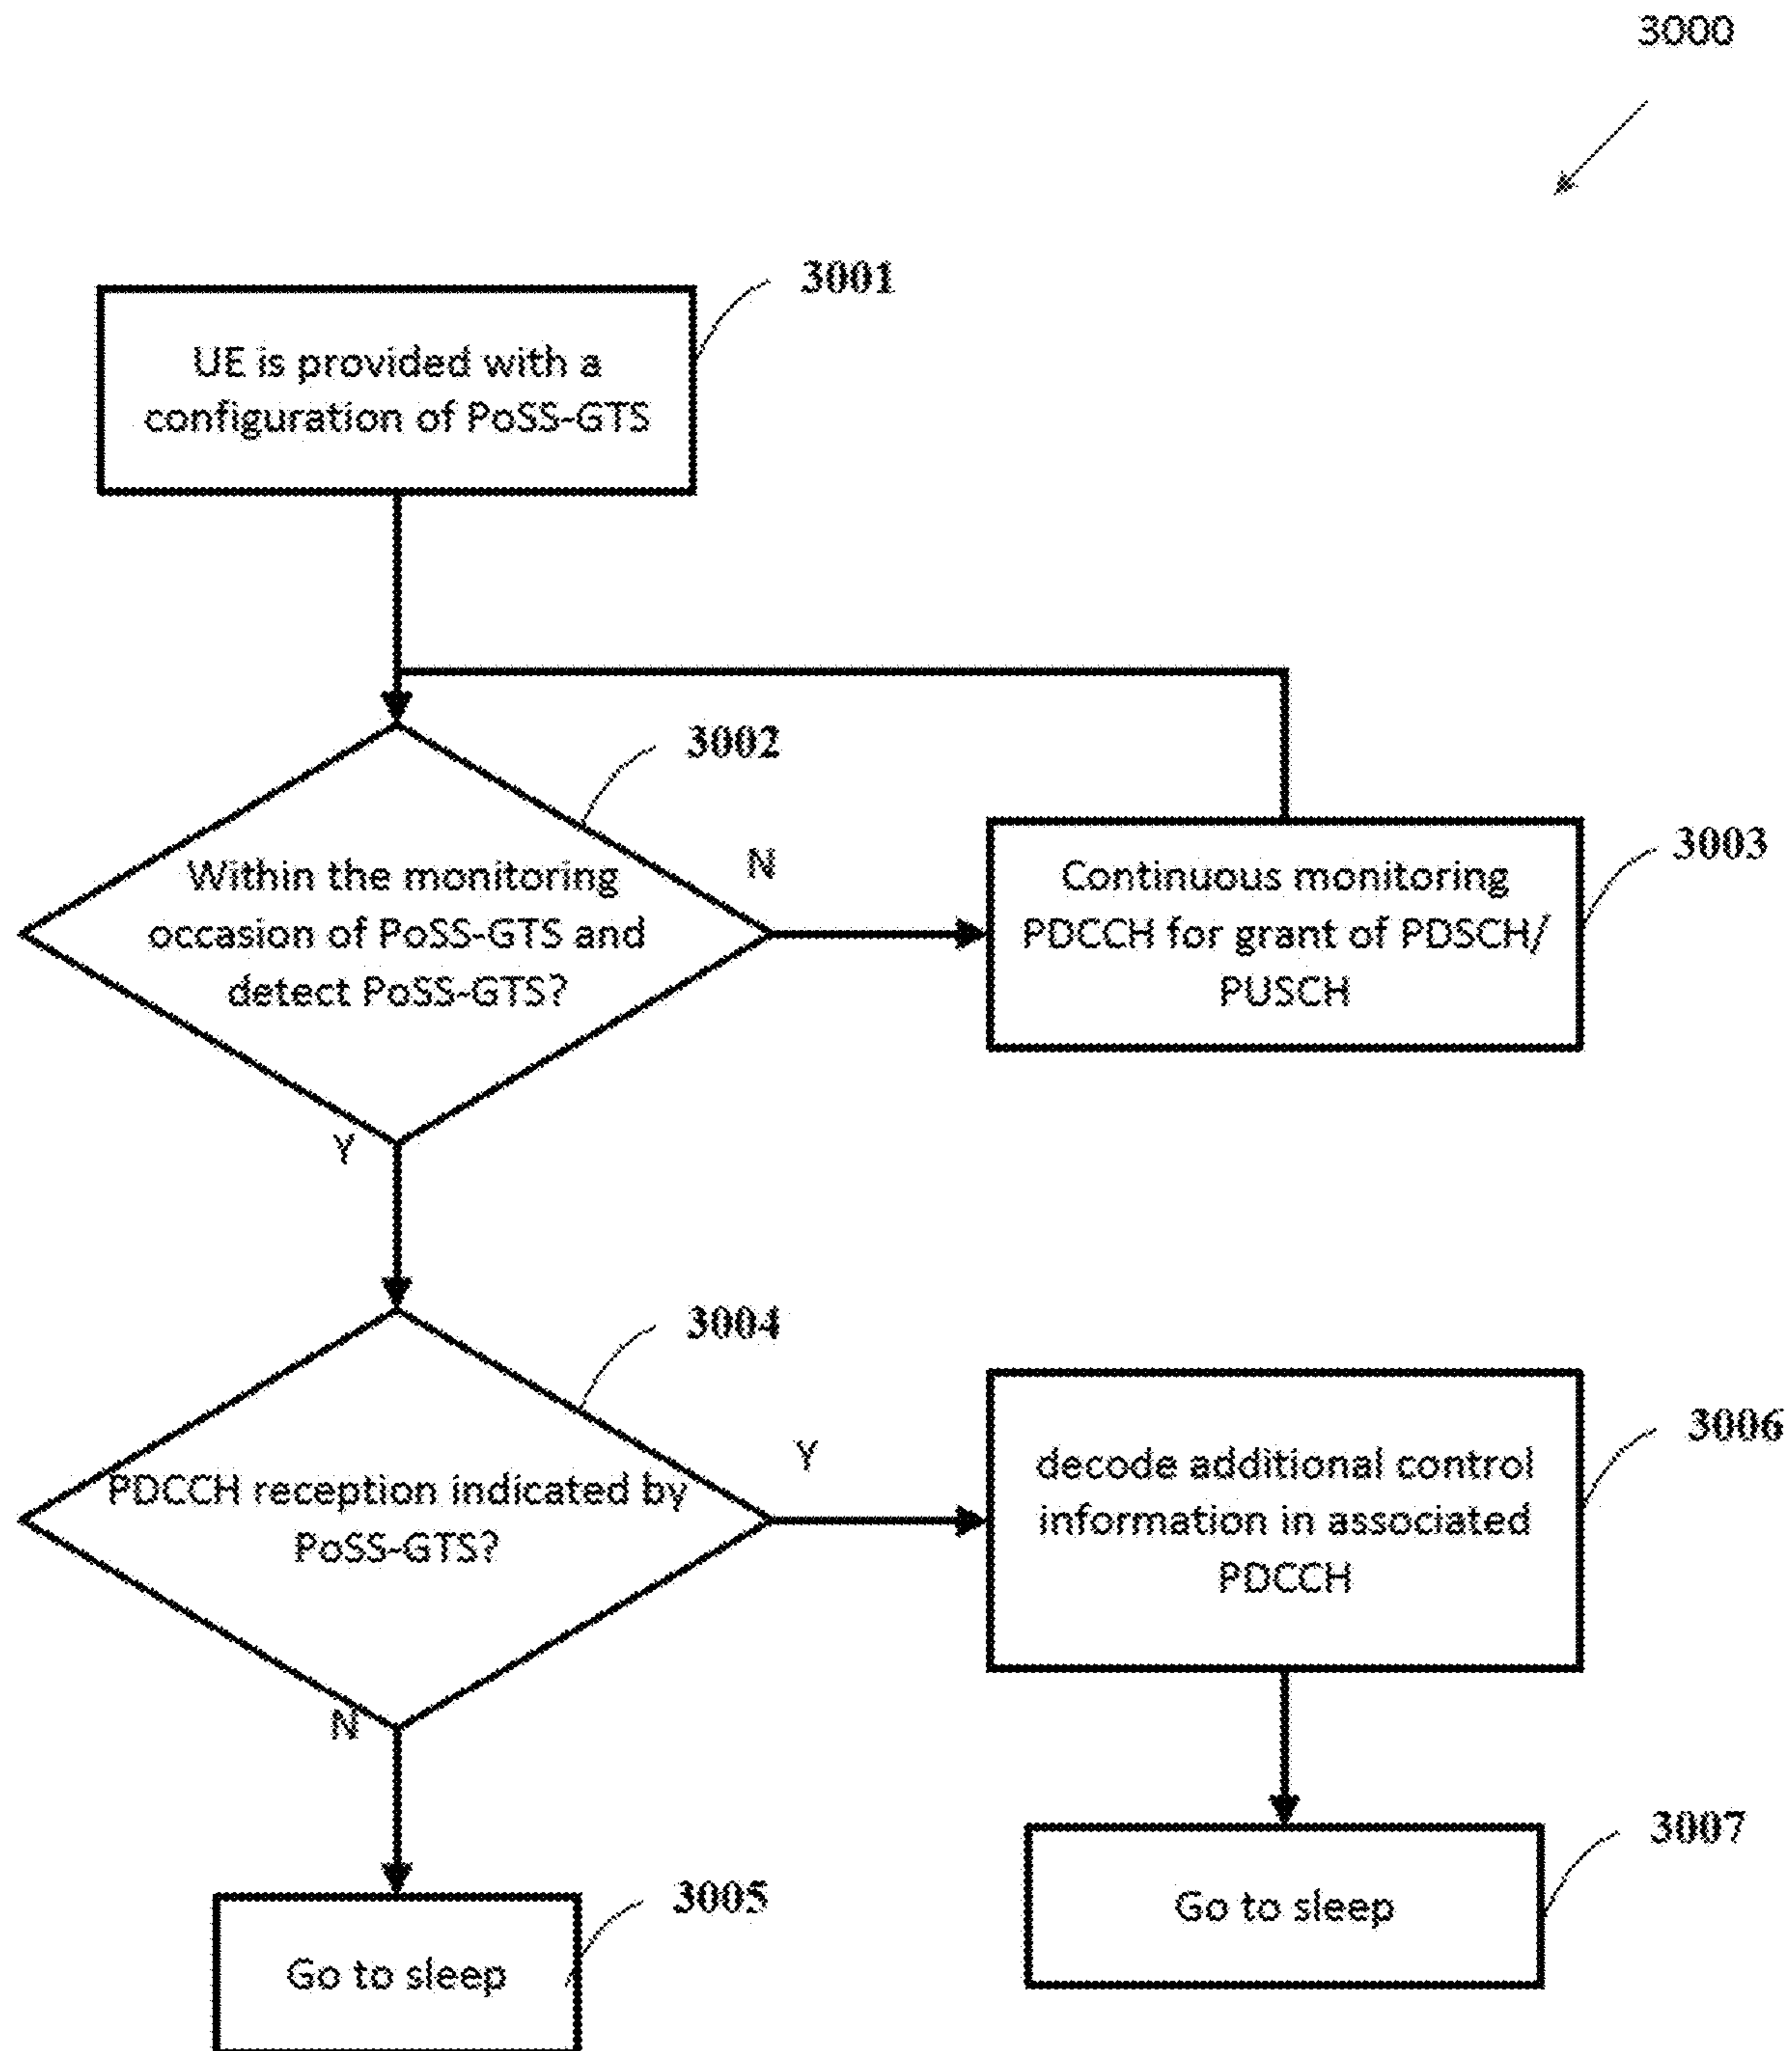 3000
3001
UE is provided with a
configuration of PoSS-GTS
3002
Within the monitoring
occasion of PoSS-GTS and
detect PoSS-GTS?
N
3003
Continuous monitoring
PDCCH for grant of PDSCH/
PUSCH
Y
3004
PDCCH reception indicated by
PoSS-GTS?
Y
3006
decode additional control
information in associated
PDCCH
N
3005
Go to sleep
3007
Go to sleep